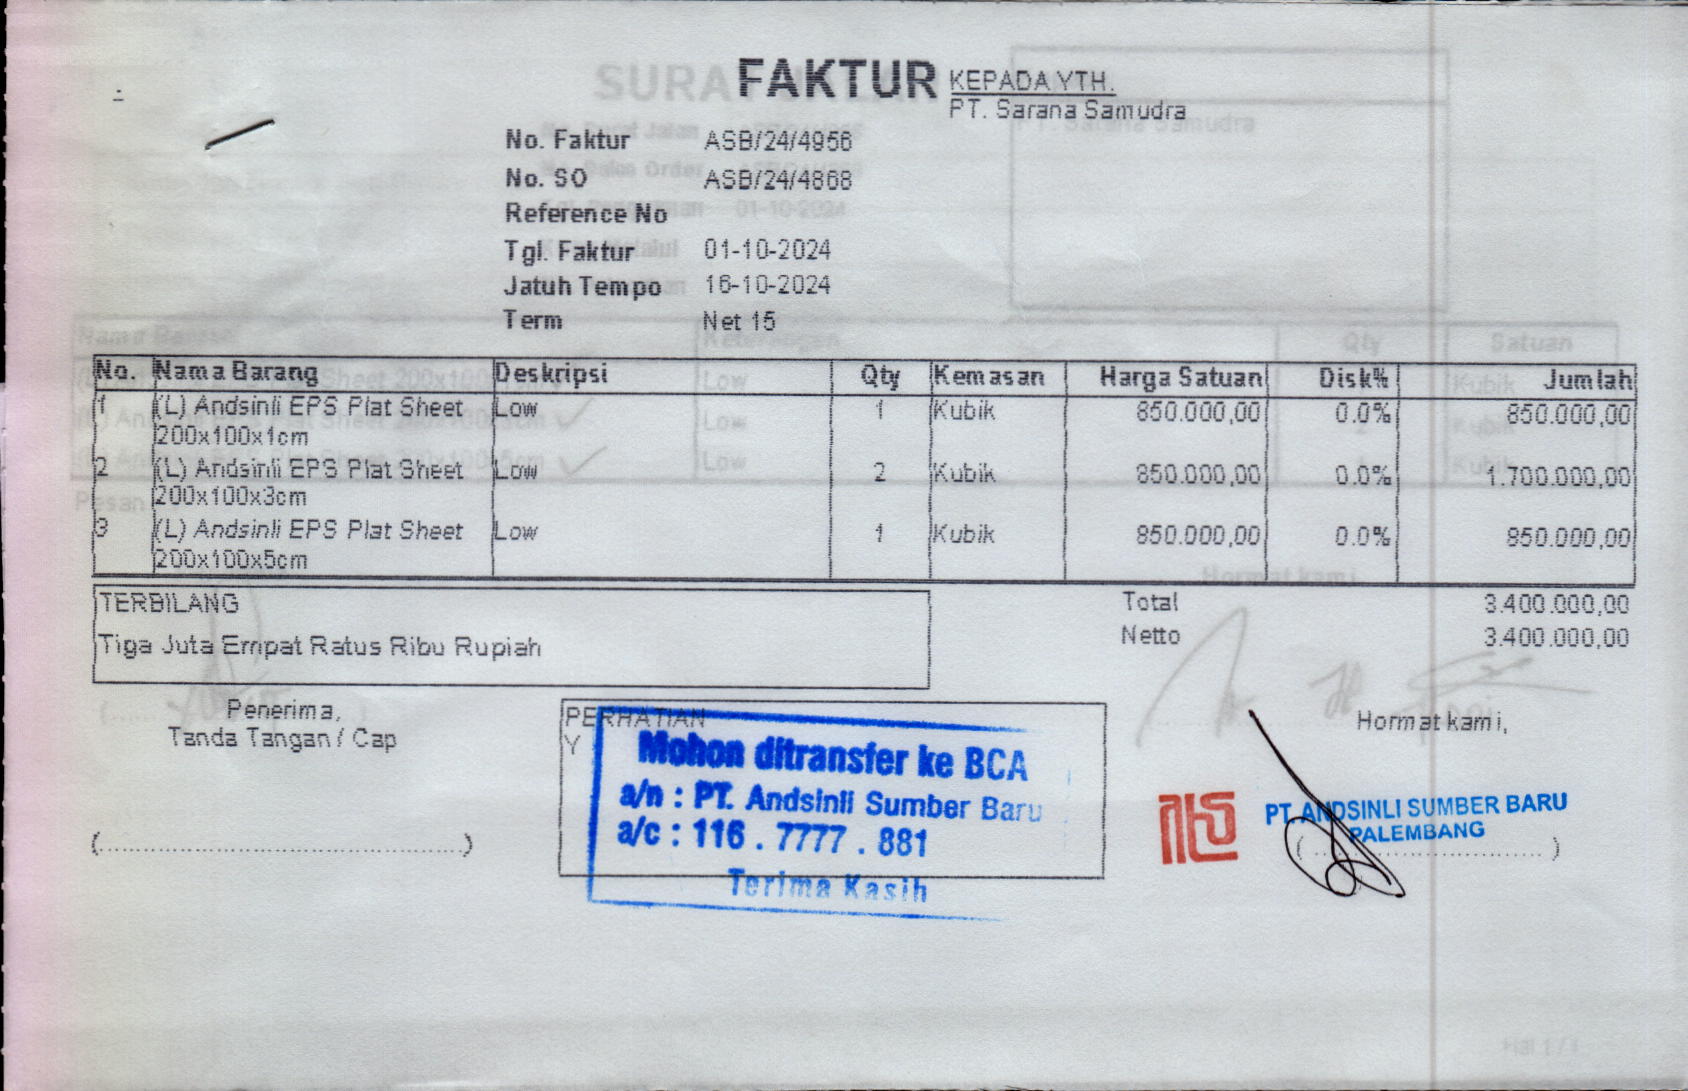 FAKTUR
KEPADA YTH.
PT. Sarana Samudra
No. Faktur ASB/24/4956
No. SO ASB/24/4868
Reference No
Tgl. Faktur 01-10-2024
Jatuh Tempo 16-10-2024
Term Net 15
No. Nama Barang Deskripsi Qty Kemasan Harga Satuan Disk% Jumlah
1 (L) Andsinli EPS Plat Sheet Low 1 Kubik 850.000,00 0.0% 850.000,00
200x100x1cm
2 (L) Andsinli EPS Plat Sheet Low 2 Kubik 850.000,00 0.0% 1.700.000,00
200x100x3cm
3 (L) Andsinli EPS Plat Sheet Low 1 Kubik 850.000,00 0.0% 850.000,00
200x100x5cm
TERBILANG
Tiga Juta Empat Ratus Ribu Rupiah
Total 3.400.000,00
Netto 3.400.000,00
Penerima,
Tanda Tangan / Cap
(............................................)
PERHATIAN
Y
Mohon ditransfer ke BCA
a/n : PT. Andsinli Sumber Baru
a/c : 116 . 7777 . 881
Terima Kasih
Hormat kami,
PT. ANDSINLI SUMBER BARU
PALEMBANG
(................................)